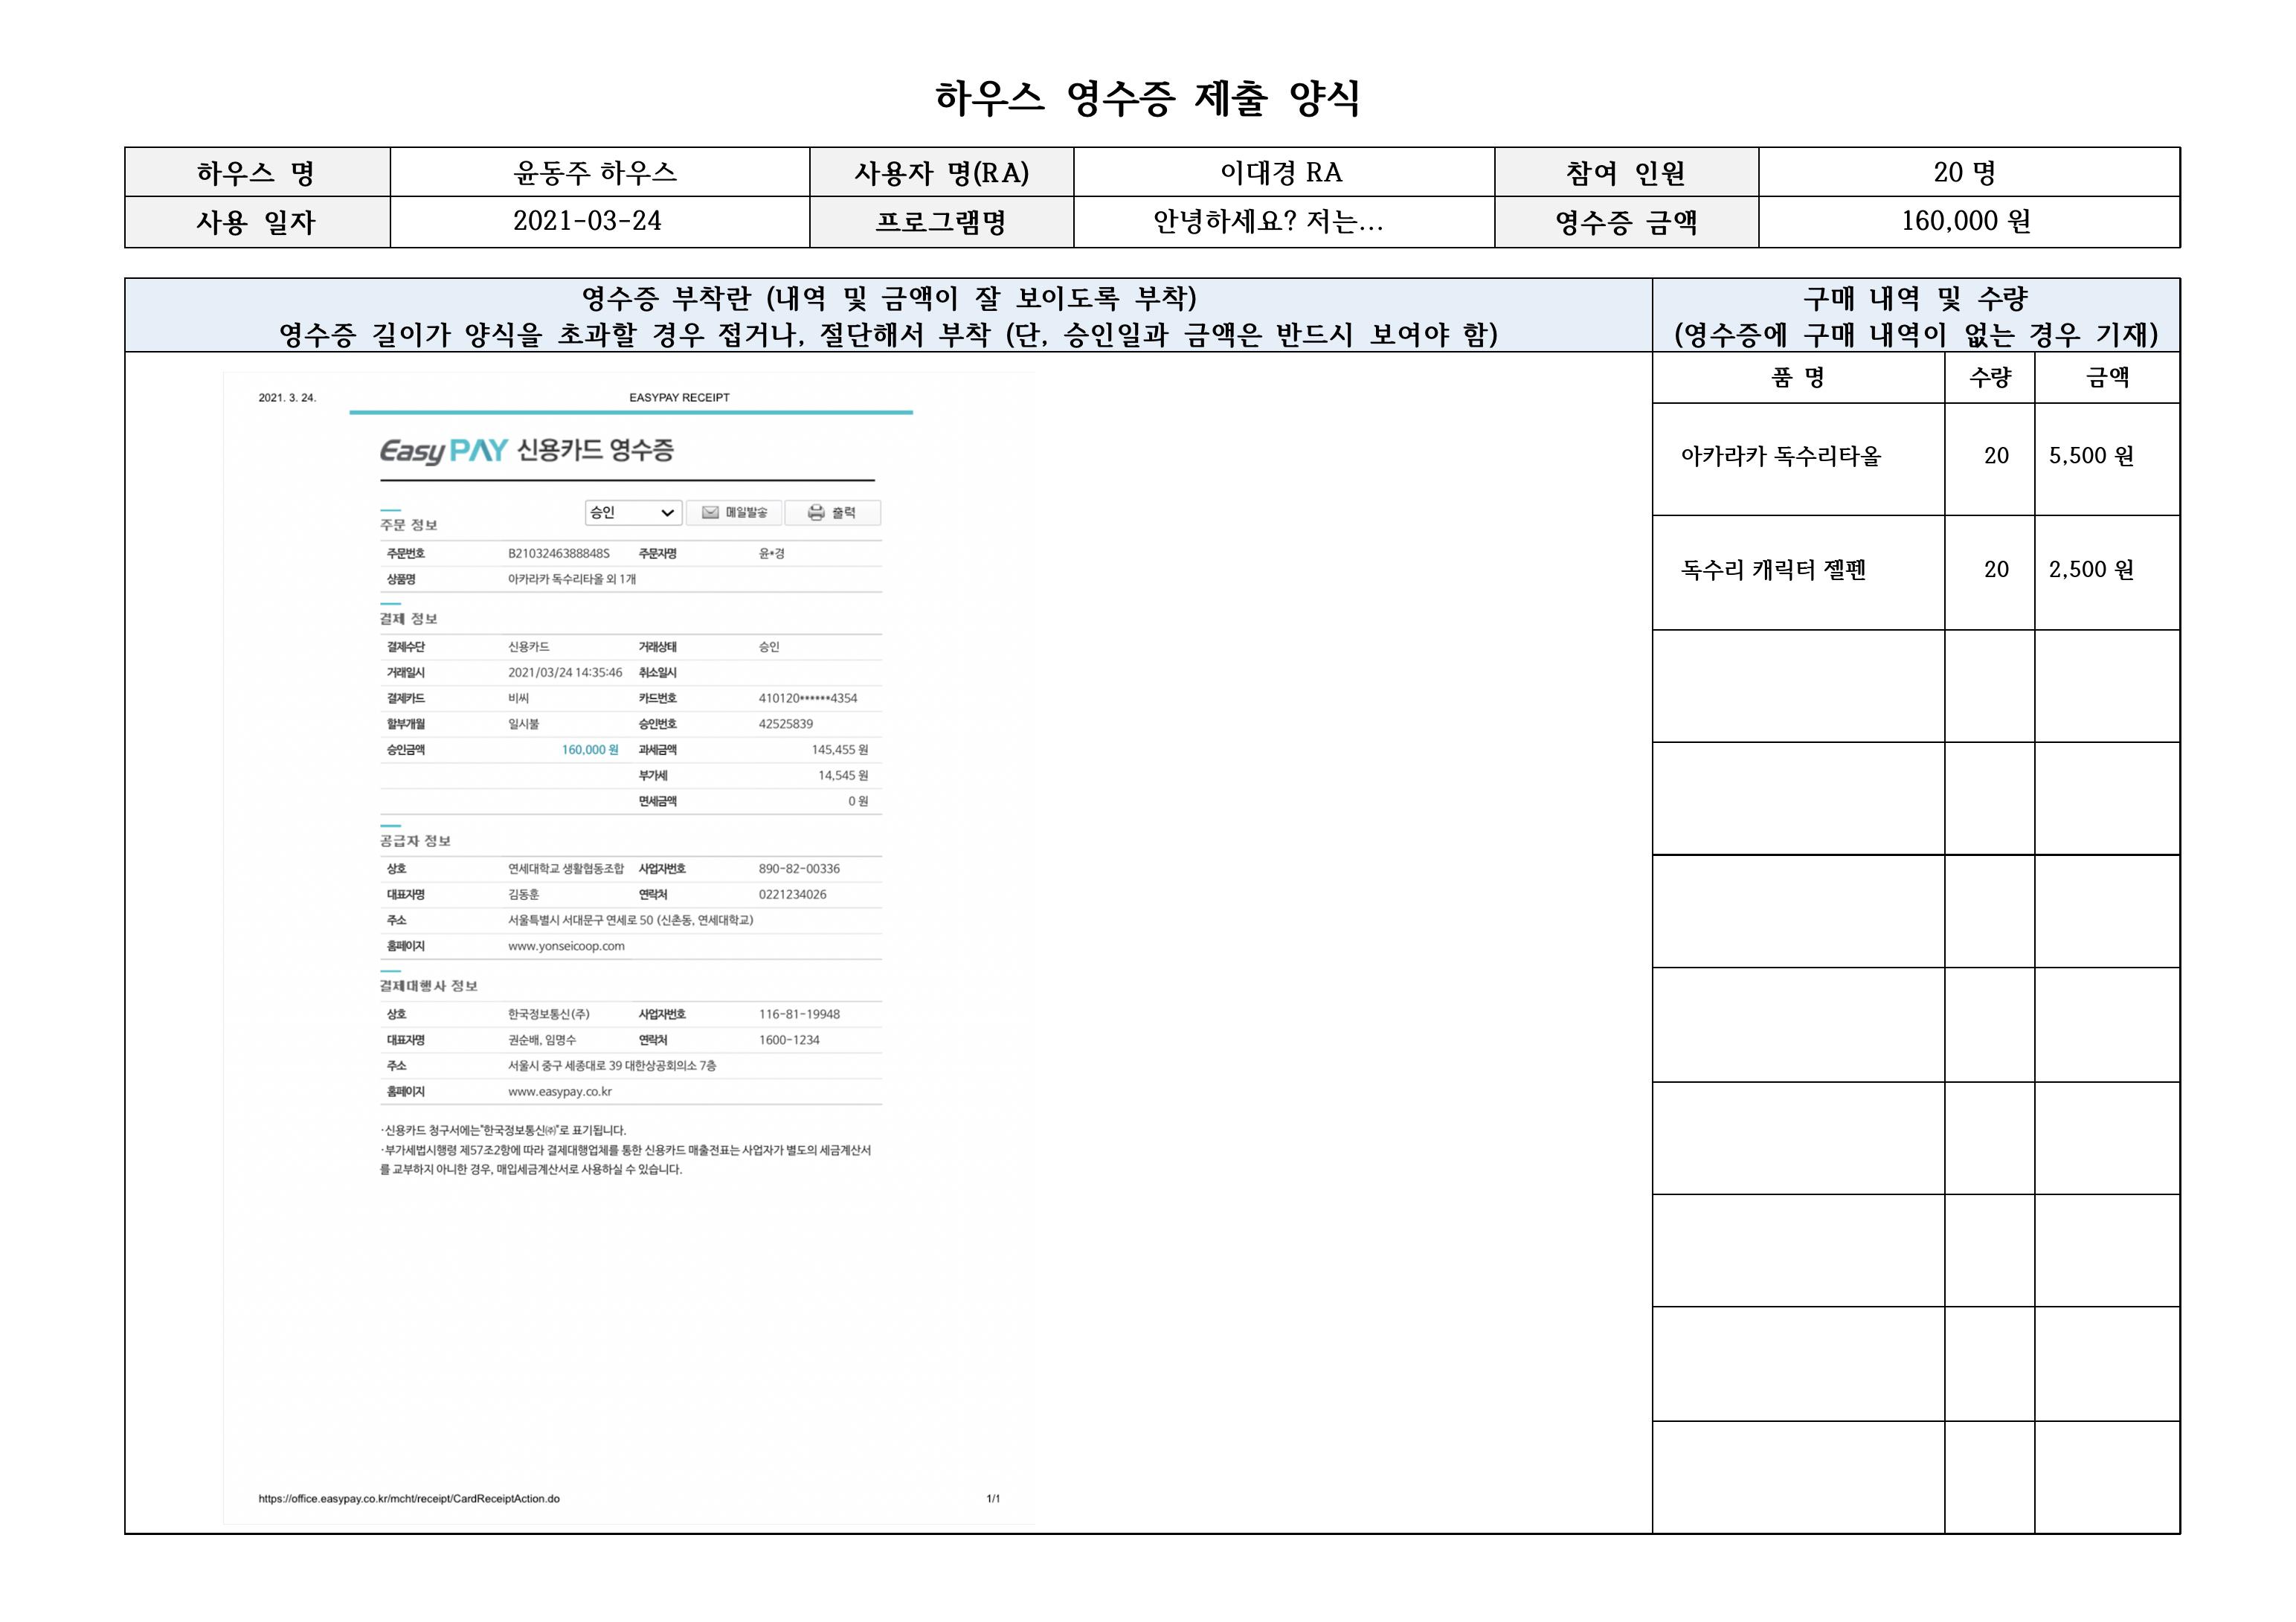 하우스 영수증 제출 양식
하우스 명 윤동주 하우스 사용자 명(RA) 이대경 RA 참여 인원 20 명
사용 일자 2021-03-24 프로그램명 안녕하세요? 저는… 영수증 금액 160,000 원
영수증 부착란 (내역 및 금액이 잘 보이도록 부착)
영수증 길이가 양식을 초과할 경우 접거나, 절단해서 부착 (단, 승인일과 금액은 반드시 보여야 함)
구매 내역 및 수량
(영수증에 구매 내역이 없는 경우 기재)
품 명 수량 금액
아카라카 독수리타올 20 5,500 원
독수리 캐릭터 젤펜 20 2,500 원
2021. 3. 24. EASYPAY RECEIPT
Easy PAY 신용카드 영수증
승인 메일발송 출력
주문 정보
주문번호 B21032463888485 주문자명 윤*경
상품명 아카라카 독수리타올 외 1개
결제 정보
결제수단 신용카드 거래상태 승인
거래일시 2021/03/24 14:35:46 취소일시
결제카드 비씨 카드번호 410120******4354
할부개월 일시불 승인번호 42525839
승인금액 160,000 원 과세금액 145,455 원
부가세 14,545 원
면세금액 0 원
공급자 정보
상호 연세대학교 생활협동조합 사업자번호 890-82-00336
대표자명 김동훈 연락처 0221234026
주소 서울특별시 서대문구 연세로 50 (신촌동, 연세대학교)
홈페이지 www.yonseicoop.com
결제대행사 정보
상호 한국정보통신(주) 사업자번호 116-81-19948
대표자명 권순배, 임명수 연락처 1600-1234
주소 서울시 중구 세종대로 39 대한상공회의소 7층
홈페이지 www.easypay.co.kr
·신용카드 청구서에는"한국정보통신㈜"로 표기됩니다.
·부가세법시행령 제57조2항에 따라 결제대행업체를 통한 신용카드 매출전표는 사업자가 별도의 세금계산서
를 교부하지 아니한 경우, 매입세금계산서로 사용하실 수 있습니다.
https://office.easypay.co.kr/mcht/receipt/CardReceiptAction.do 1/1